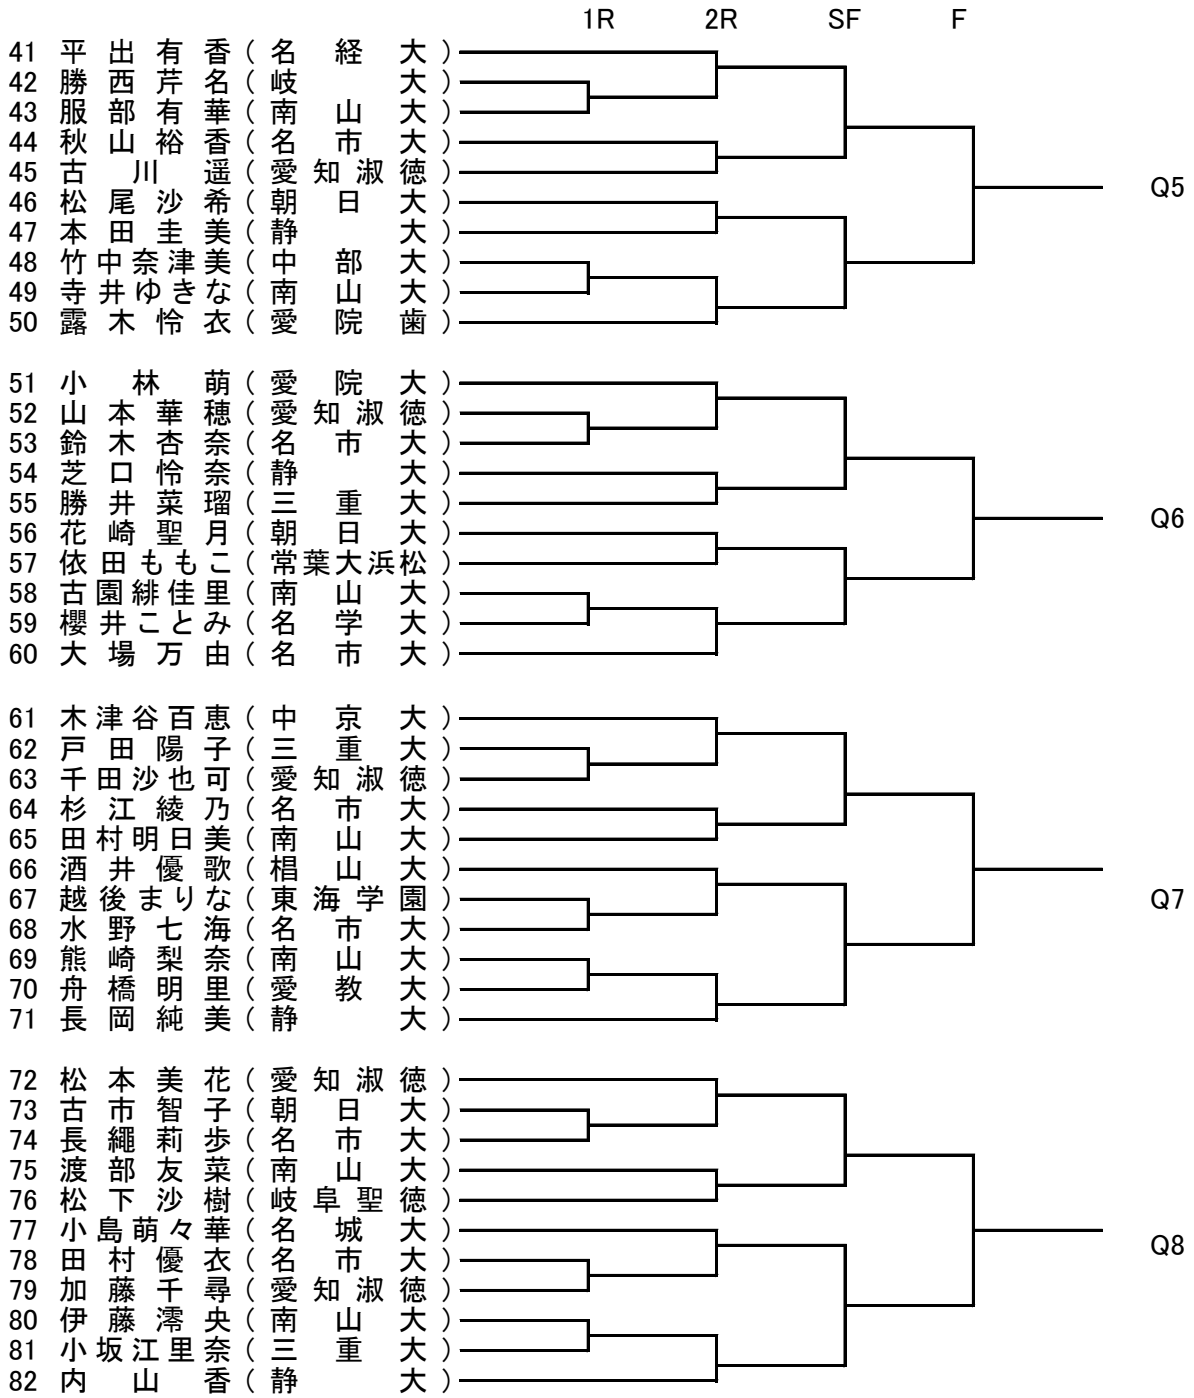 1R 2R SF F
41 平出有香(名経大)
42 勝西芹名(岐大)
43 服部有華(南山大)
44 秋山裕香(名市大)
45 古川遥(愛知淑徳)
Q5
46 松尾沙希(朝日大)
47 本田圭美(静大)
48 竹中奈津美(中部大)
49 寺井ゆきな(南山大)
50 露木怜衣(愛院歯)
51 小林萌(愛院大)
52 山本華穂(愛知淑徳)
53 鈴木杏奈(名市大)
54 芝口怜奈(静大)
55 勝井菜瑠(三重大)
Q6
56 花崎聖月(朝日大)
57 依田ももこ(常葉大浜松)
58 古園緋佳里(南山大)
59 櫻井ことみ(名学大)
60 大場万由(名市大)
61 木津谷百恵(中京大)
62 戸田陽子(三重大)
63 千田沙也可(愛知淑徳)
64 杉江綾乃(名市大)
65 田村明日美(南山大)
66 酒井優歌(椙山大)
67 越後まりな(東海学園)
Q7
68 水野七海(名市大)
69 熊崎梨奈(南山大)
70 舟橋明里(愛教大)
71 長岡純美(静大)
72 松本美花(愛知淑徳)
73 古市智子(朝日大)
74 長繩莉歩(名市大)
75 渡部友菜(南山大)
76 松下沙樹(岐阜聖徳)
77 小島萌々華(名城大)
Q8
78 田村優衣(名市大)
79 加藤千尋(愛知淑徳)
80 伊藤澪央(南山大)
81 小坂江里奈(三重大)
82 内山香(静大)